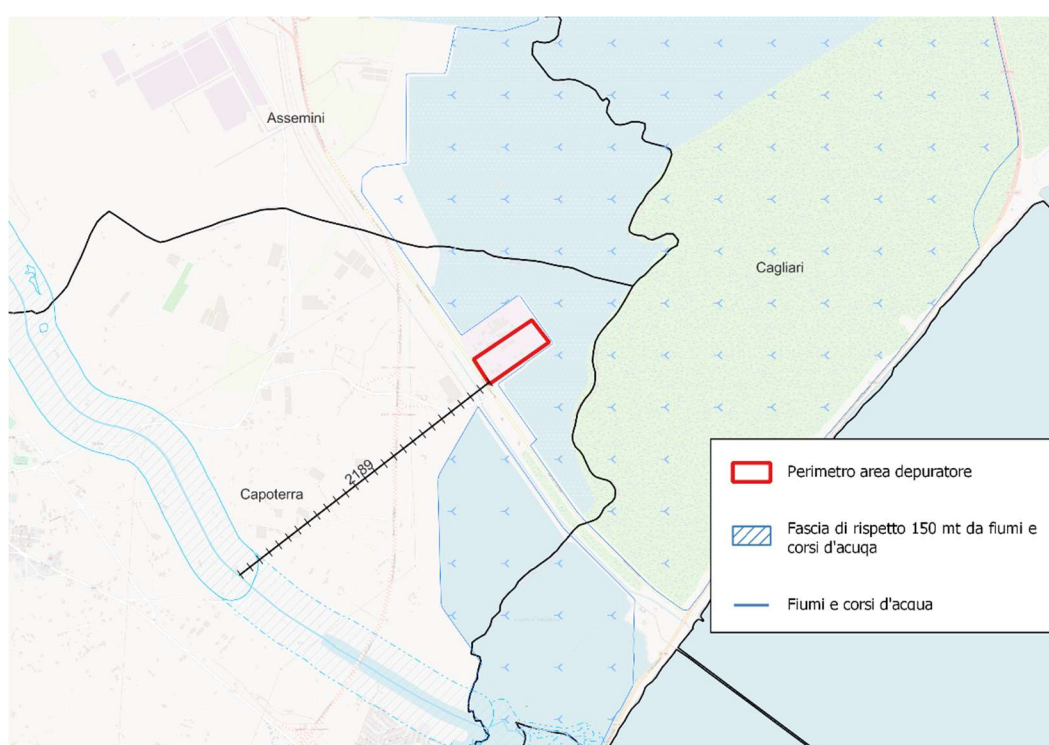 Assemini
Cagliari
2189
Capoterra
Perimetro area depuratore
Fascia di rispetto 150 mt da fiumi e
corsi d'acuqa
Fiumi e corsi d'acqua